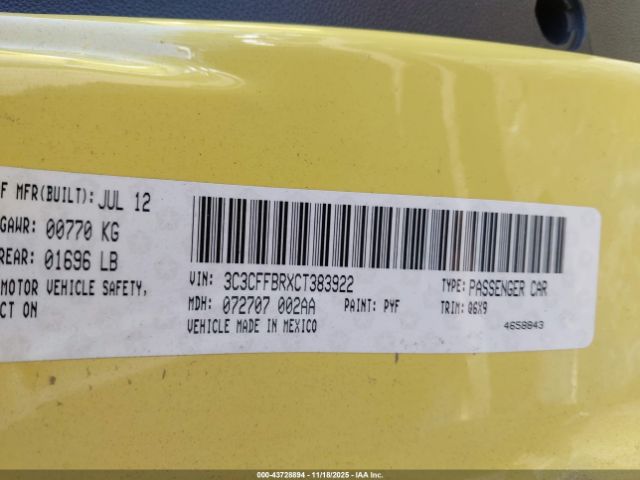 F MFR(BUILT): JUL 12
GAWR: 00770 KG
REAR: 01696 LB
MOTOR VEHICLE SAFETY,
CT ON
VIN: 3C3CFFBRXCT383922
TYPE: PASSENGER CAR
MDH: 072707 002AA
PAINT: PYF
TRIM: Q6X9
VEHICLE MADE IN MEXICO
4658843
000-43728894 - 11/18/2025 - IAA Inc.